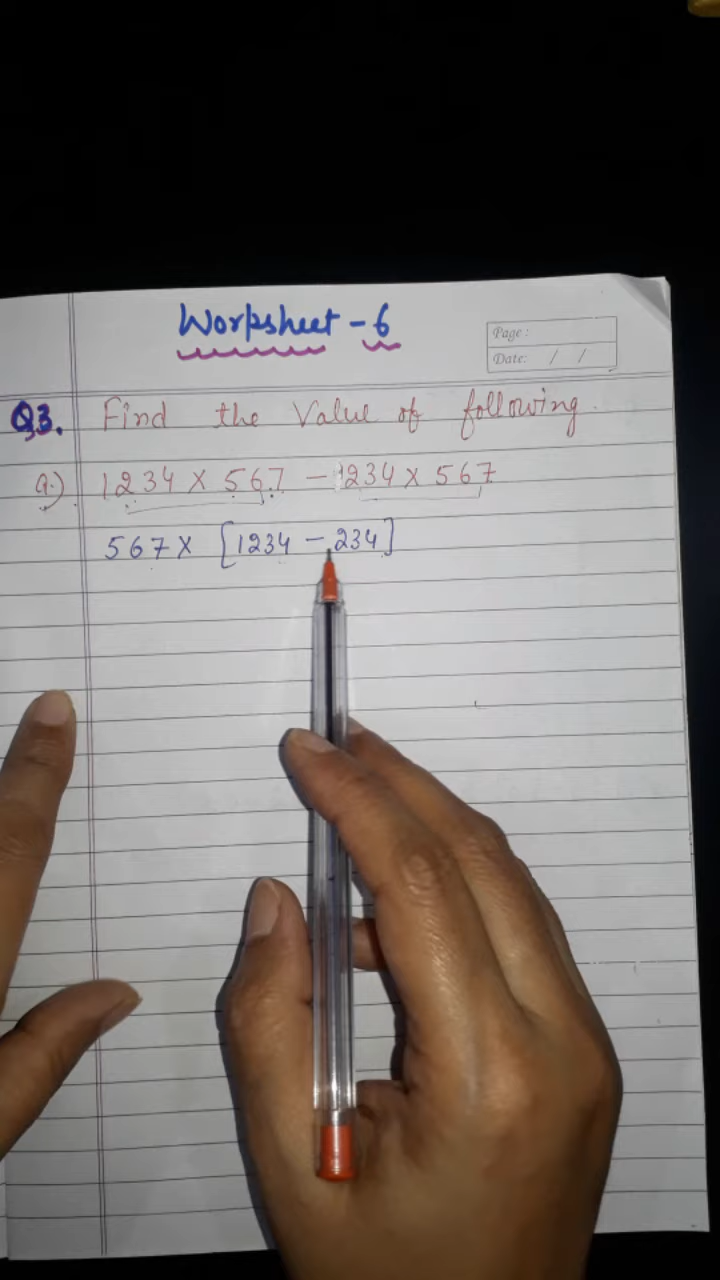 Worksheet - 6
Page:
Date: / /
Q3. Find the Value of following.
a.) 1234 X 567 - 234 X 567
567 X [1234 - 234]